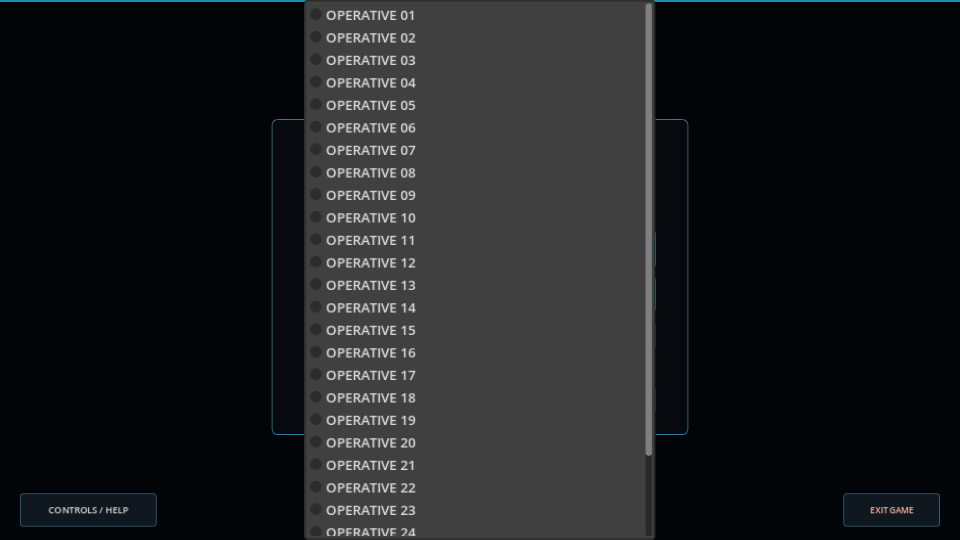 OPERATIVE 01
OPERATIVE 02
OPERATIVE 03
OPERATIVE 04
OPERATIVE 05
OPERATIVE 06
OPERATIVE 07
OPERATIVE 08
OPERATIVE 09
OPERATIVE 10
OPERATIVE 11
OPERATIVE 12
OPERATIVE 13
OPERATIVE 14
OPERATIVE 15
OPERATIVE 16
OPERATIVE 17
OPERATIVE 18
OPERATIVE 19
OPERATIVE 20
OPERATIVE 21
OPERATIVE 22
OPERATIVE 23
OPERATIVE 24
CONTROLS / HELP
EXIT GAME